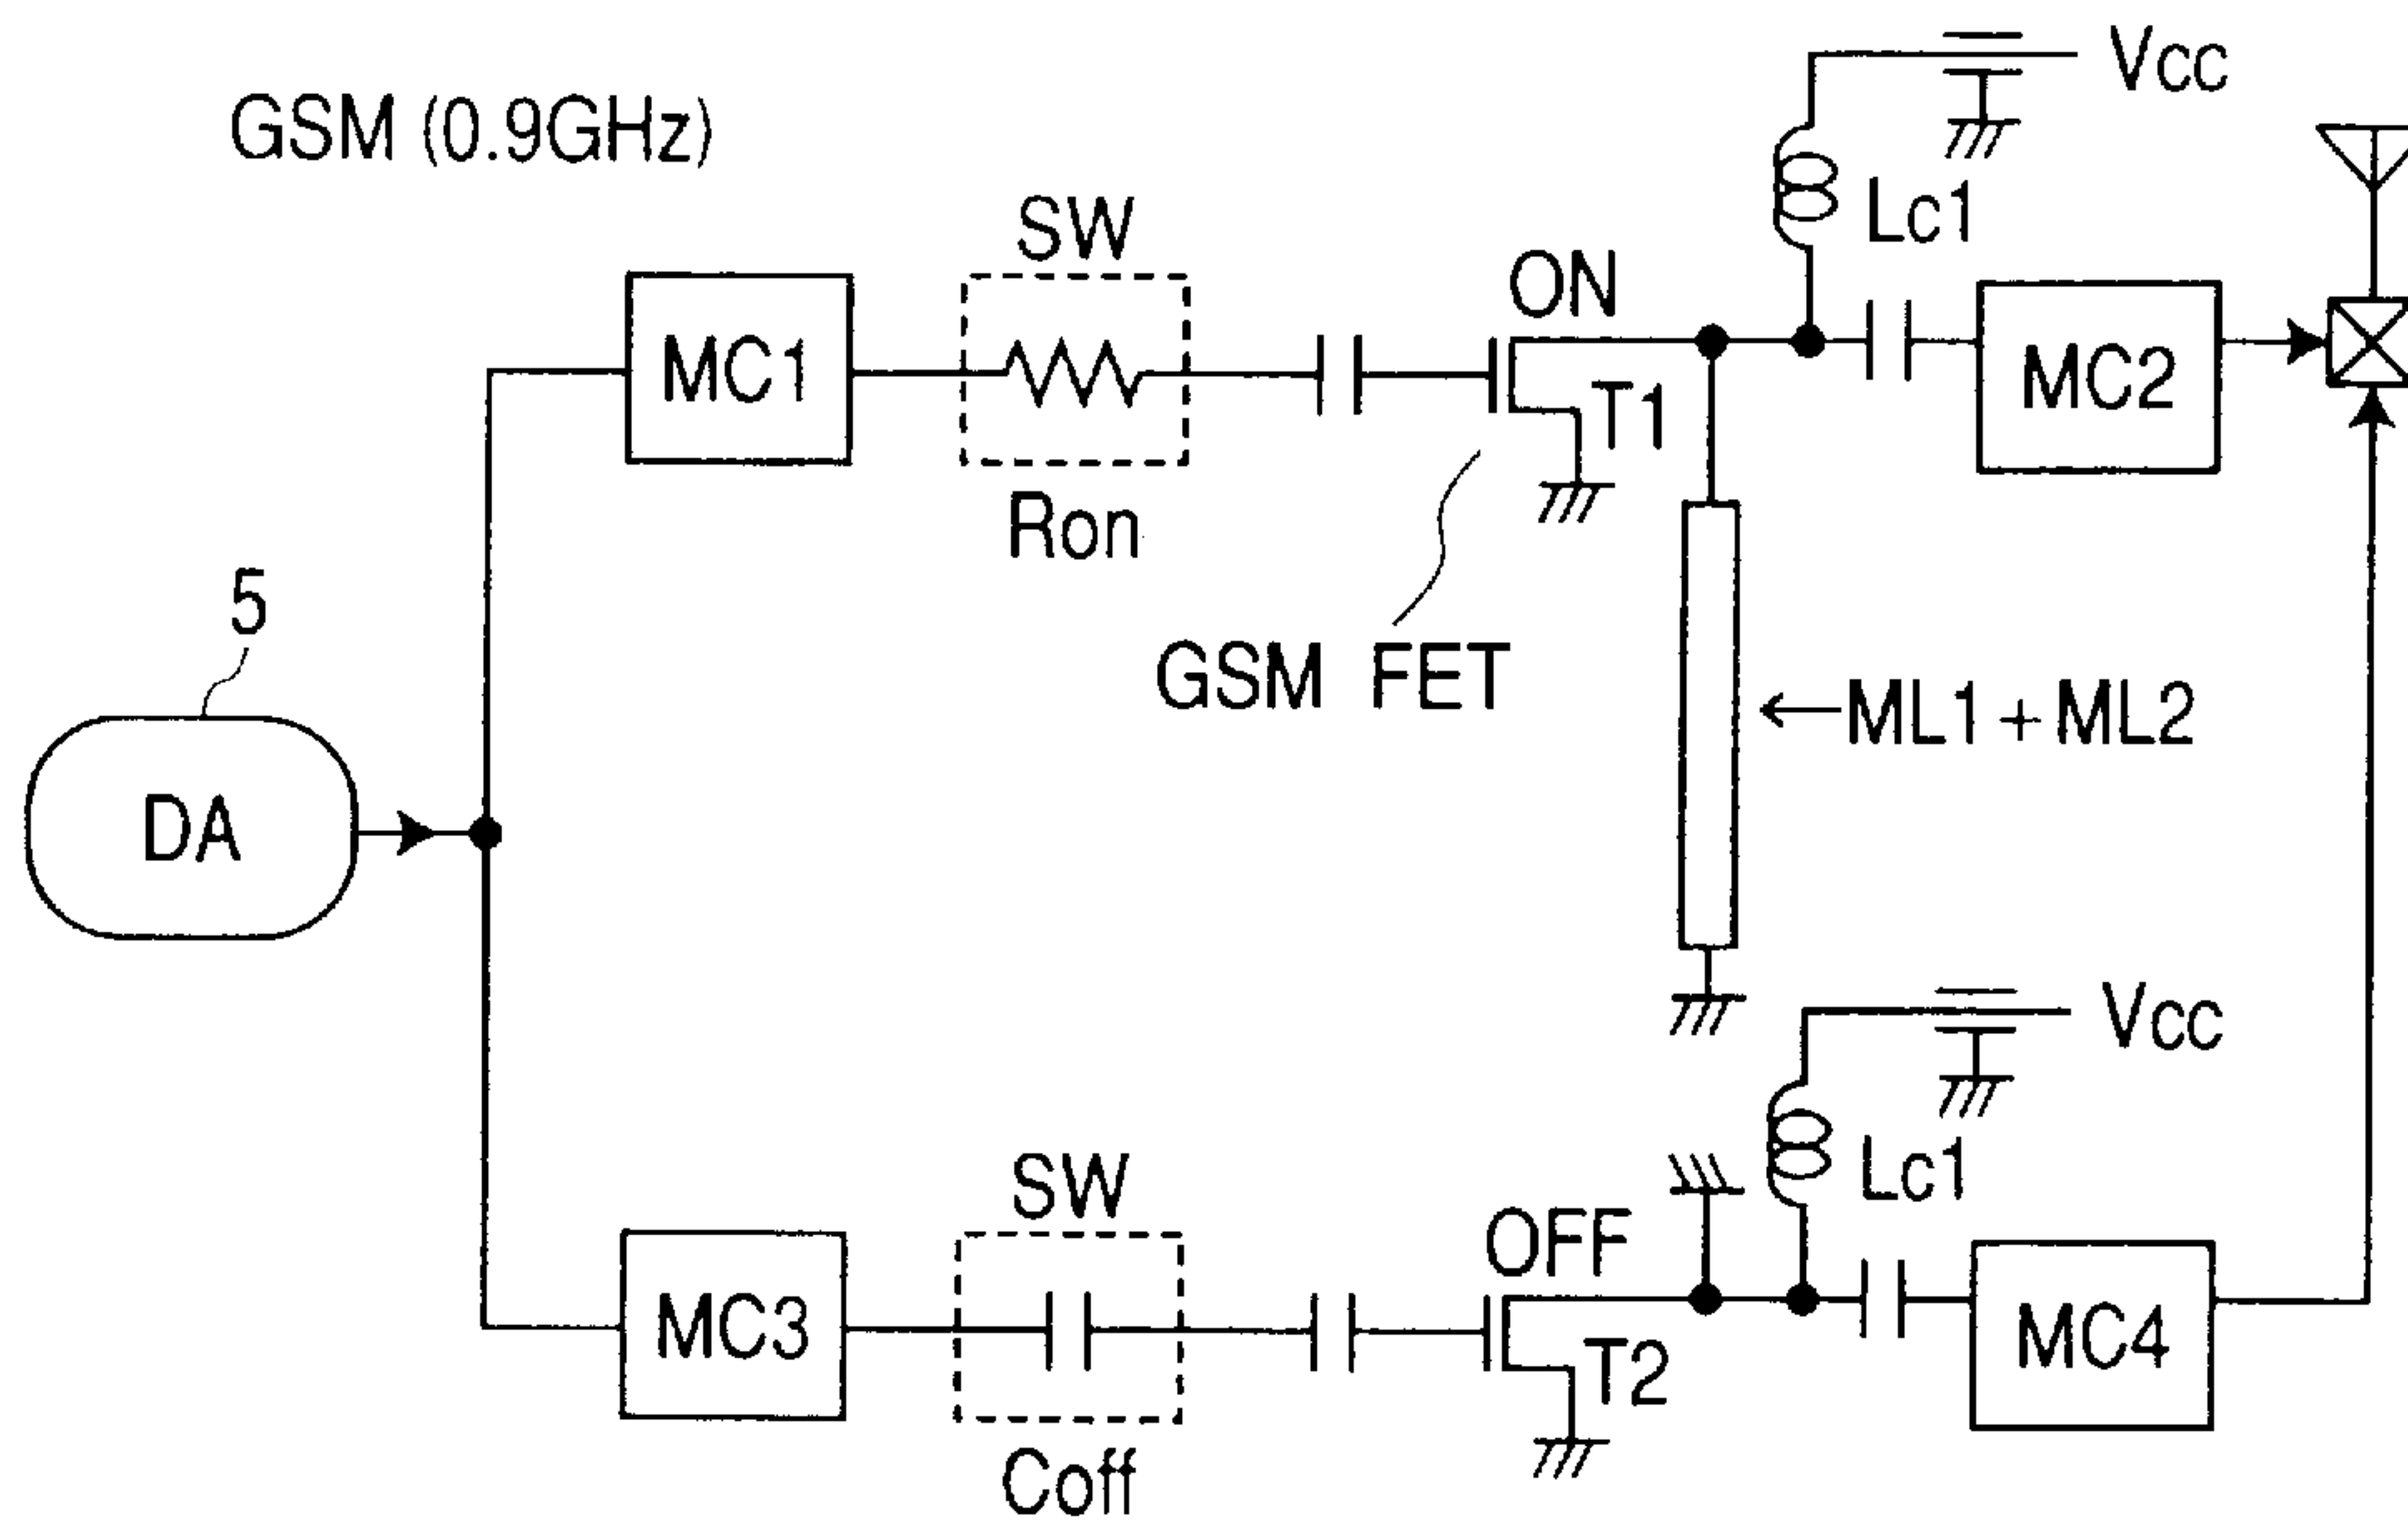 Vcc
GSM (0.9GHz)
SW
Lc1
ON
MC1
MC2
T1
Ron
5
GSM FET
ML1 + ML2
DA
Vcc
SW
Lc1
OFF
MC3
MC4
T2
Coff